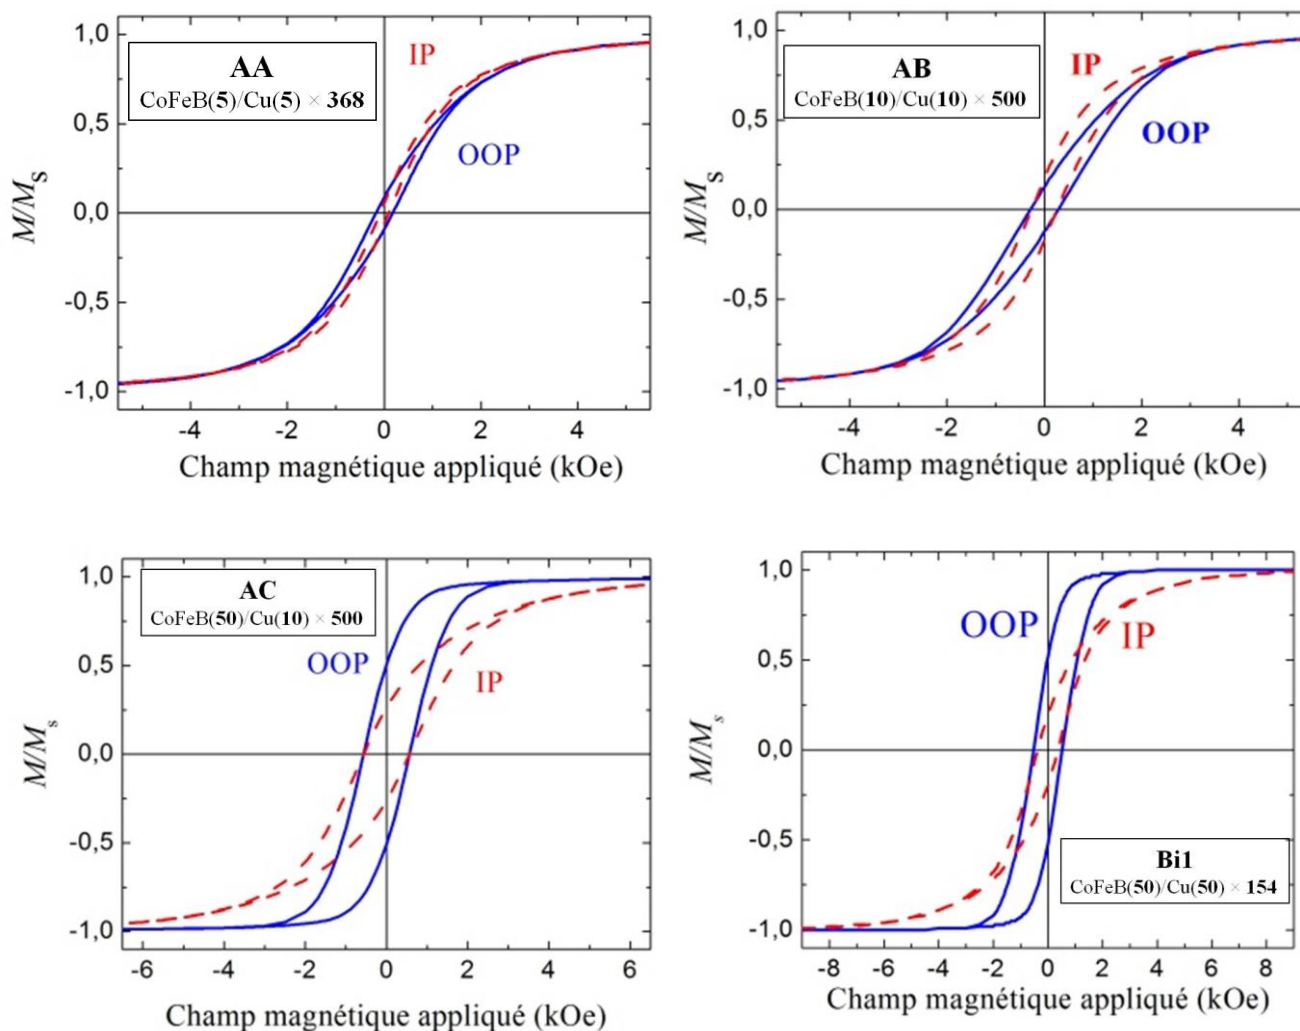 1,0
0,5
0,0
-0,5
-1,0
M/M_S
AA
CoFeB(5)/Cu(5) × 368
IP
OOP
-4 -2 0 2 4
Champ magnétique appliqué (kOe)
1,0
0,5
0,0
-0,5
-1,0
M/M_S
AB
CoFeB(10)/Cu(10) × 500
IP
OOP
-4 -2 0 2 4
Champ magnétique appliqué (kOe)
1,0
0,5
0,0
-0,5
-1,0
M/M_s
AC
CoFeB(50)/Cu(10) × 500
OOP
IP
-6 -4 -2 0 2 4 6
Champ magnétique appliqué (kOe)
1,0
0,5
0,0
-0,5
-1,0
M/M_s
OOP
IP
Bi1
CoFeB(50)/Cu(50) × 154
-8 -6 -4 -2 0 2 4 6 8
Champ magnétique appliqué (kOe)